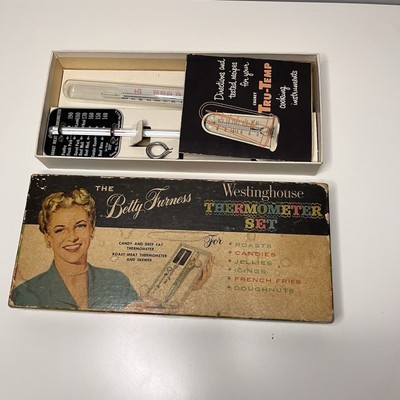 Directions and
tested recipes
for your
SMART
TRU-TEMP
cooking
instruments
THE
Betty Furness
Westinghouse
THERMOMETER
SET
CANDY AND DEEP FAT
THERMOMETER
ROAST MEAT THERMOMETER
AND SKEWER
For
• ROASTS
• CANDIES
• JELLIES
• ICINGS
• FRENCH FRIES
• DOUGHNUTS